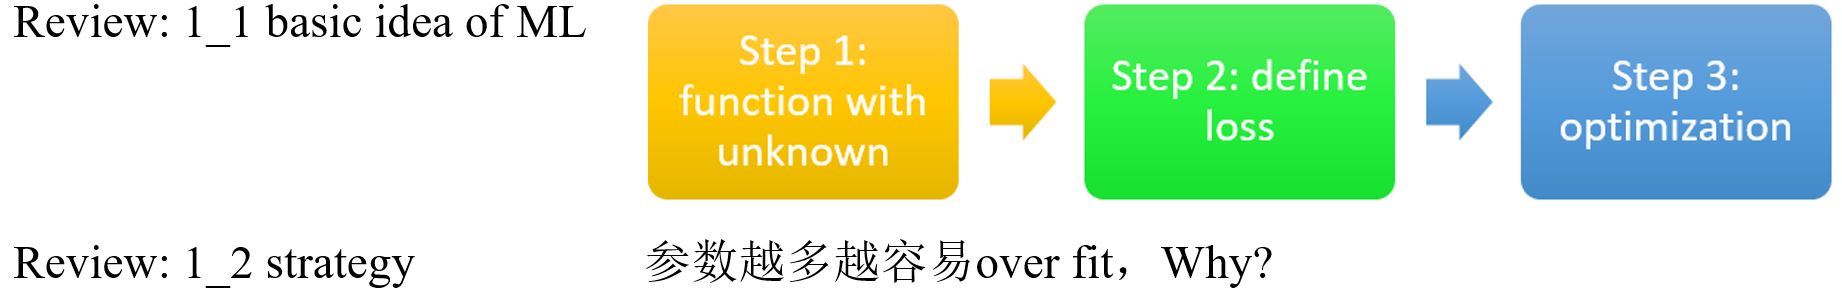 Review: 1_1 basic idea of ML
Step 1:
function with
unknown
Step 2: define
loss
Step 3:
optimization
Review: 1_2 strategy
参数越多越容易over fit，Why?